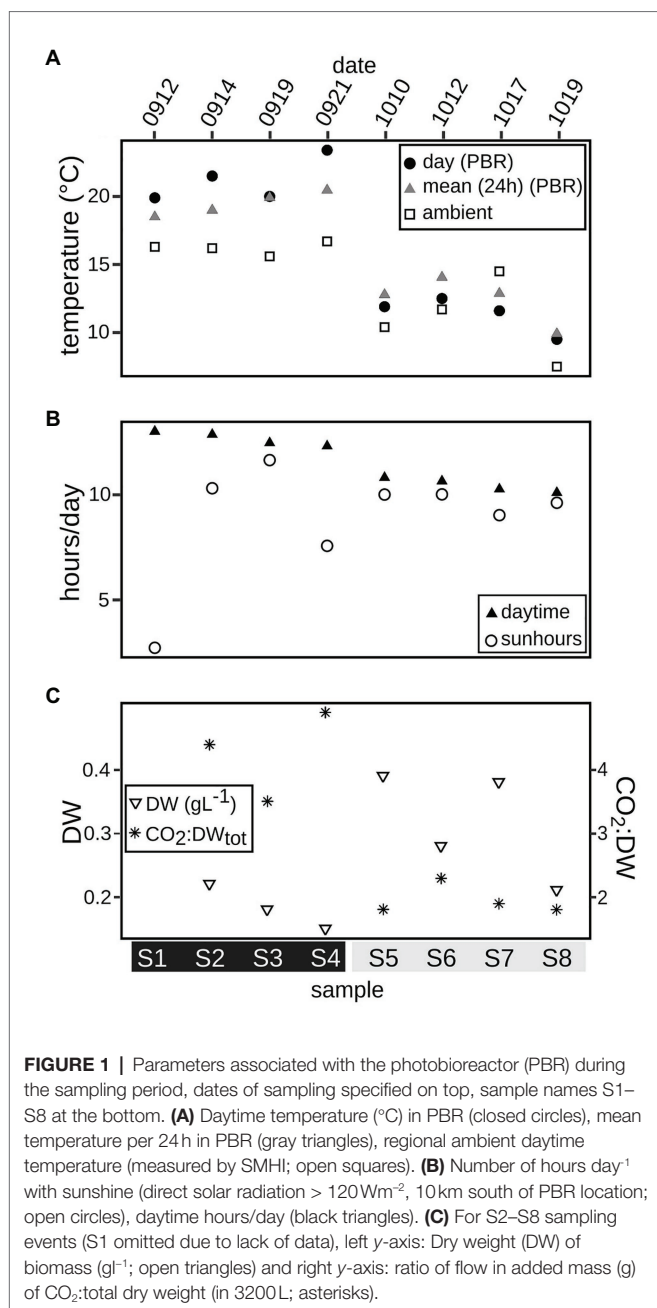 A
date
0912 0914 0919 0921 1010 1012 1017 1019
temperature (°C)
20
15
10
day (PBR)
mean (24h) (PBR)
ambient
B
hours/day
10
5
daytime
sunhours
C
DW
0.4
0.3
0.2
DW (gL⁻¹)
CO₂:DWtot
4
3
2
CO₂:DW
S1 S2 S3 S4 S5 S6 S7 S8
sample
FIGURE 1 | Parameters associated with the photobioreactor (PBR) during
the sampling period, dates of sampling specified on top, sample names S1–
S8 at the bottom. (A) Daytime temperature (°C) in PBR (closed circles), mean
temperature per 24 h in PBR (gray triangles), regional ambient daytime
temperature (measured by SMHI; open squares). (B) Number of hours day⁻¹
with sunshine (direct solar radiation > 120 Wm⁻², 10 km south of PBR location;
open circles), daytime hours/day (black triangles). (C) For S2–S8 sampling
events (S1 omitted due to lack of data), left y-axis: Dry weight (DW) of
biomass (gl⁻¹; open triangles) and right y-axis: ratio of flow in added mass (g)
of CO₂:total dry weight (in 3200 L; asterisks).